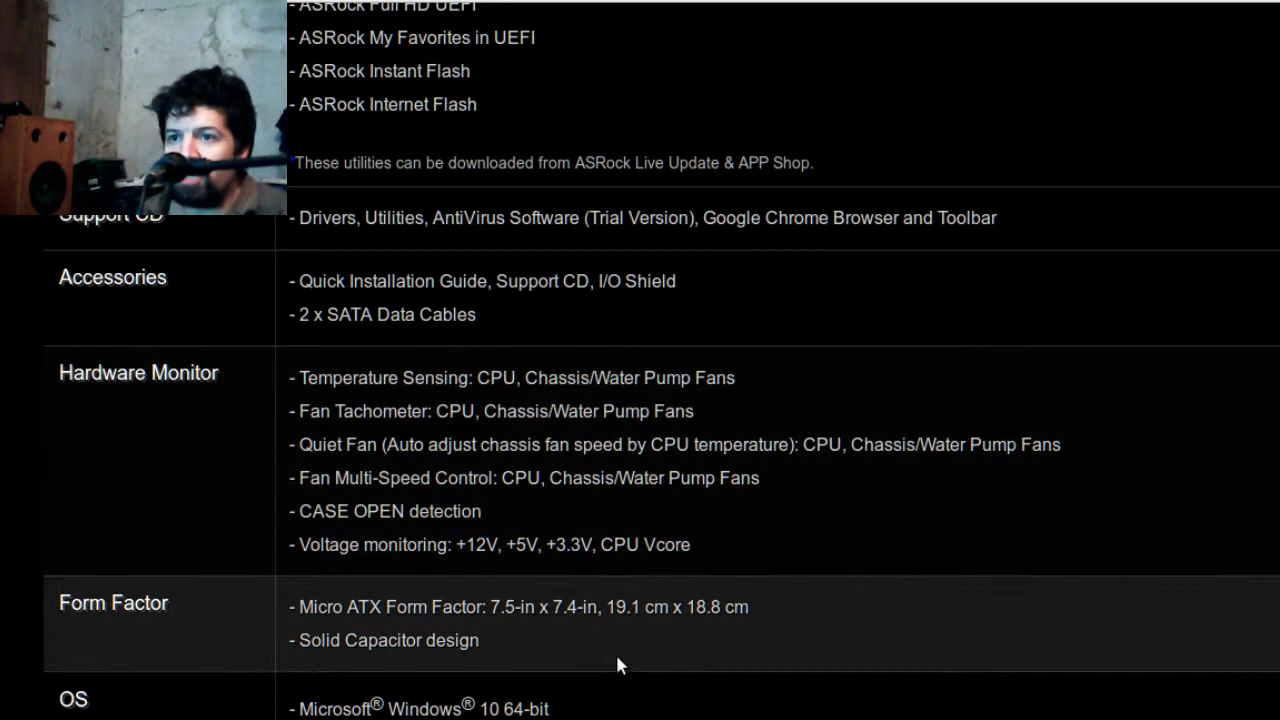 - ASRock Full HD UEFI
- ASRock My Favorites in UEFI
- ASRock Instant Flash
- ASRock Internet Flash
*These utilities can be downloaded from ASRock Live Update & APP Shop.
Support CD
- Drivers, Utilities, AntiVirus Software (Trial Version), Google Chrome Browser and Toolbar
Accessories
- Quick Installation Guide, Support CD, I/O Shield
- 2 x SATA Data Cables
Hardware Monitor
- Temperature Sensing: CPU, Chassis/Water Pump Fans
- Fan Tachometer: CPU, Chassis/Water Pump Fans
- Quiet Fan (Auto adjust chassis fan speed by CPU temperature): CPU, Chassis/Water Pump Fans
- Fan Multi-Speed Control: CPU, Chassis/Water Pump Fans
- CASE OPEN detection
- Voltage monitoring: +12V, +5V, +3.3V, CPU Vcore
Form Factor
- Micro ATX Form Factor: 7.5-in x 7.4-in, 19.1 cm x 18.8 cm
- Solid Capacitor design
OS
- Microsoft® Windows® 10 64-bit